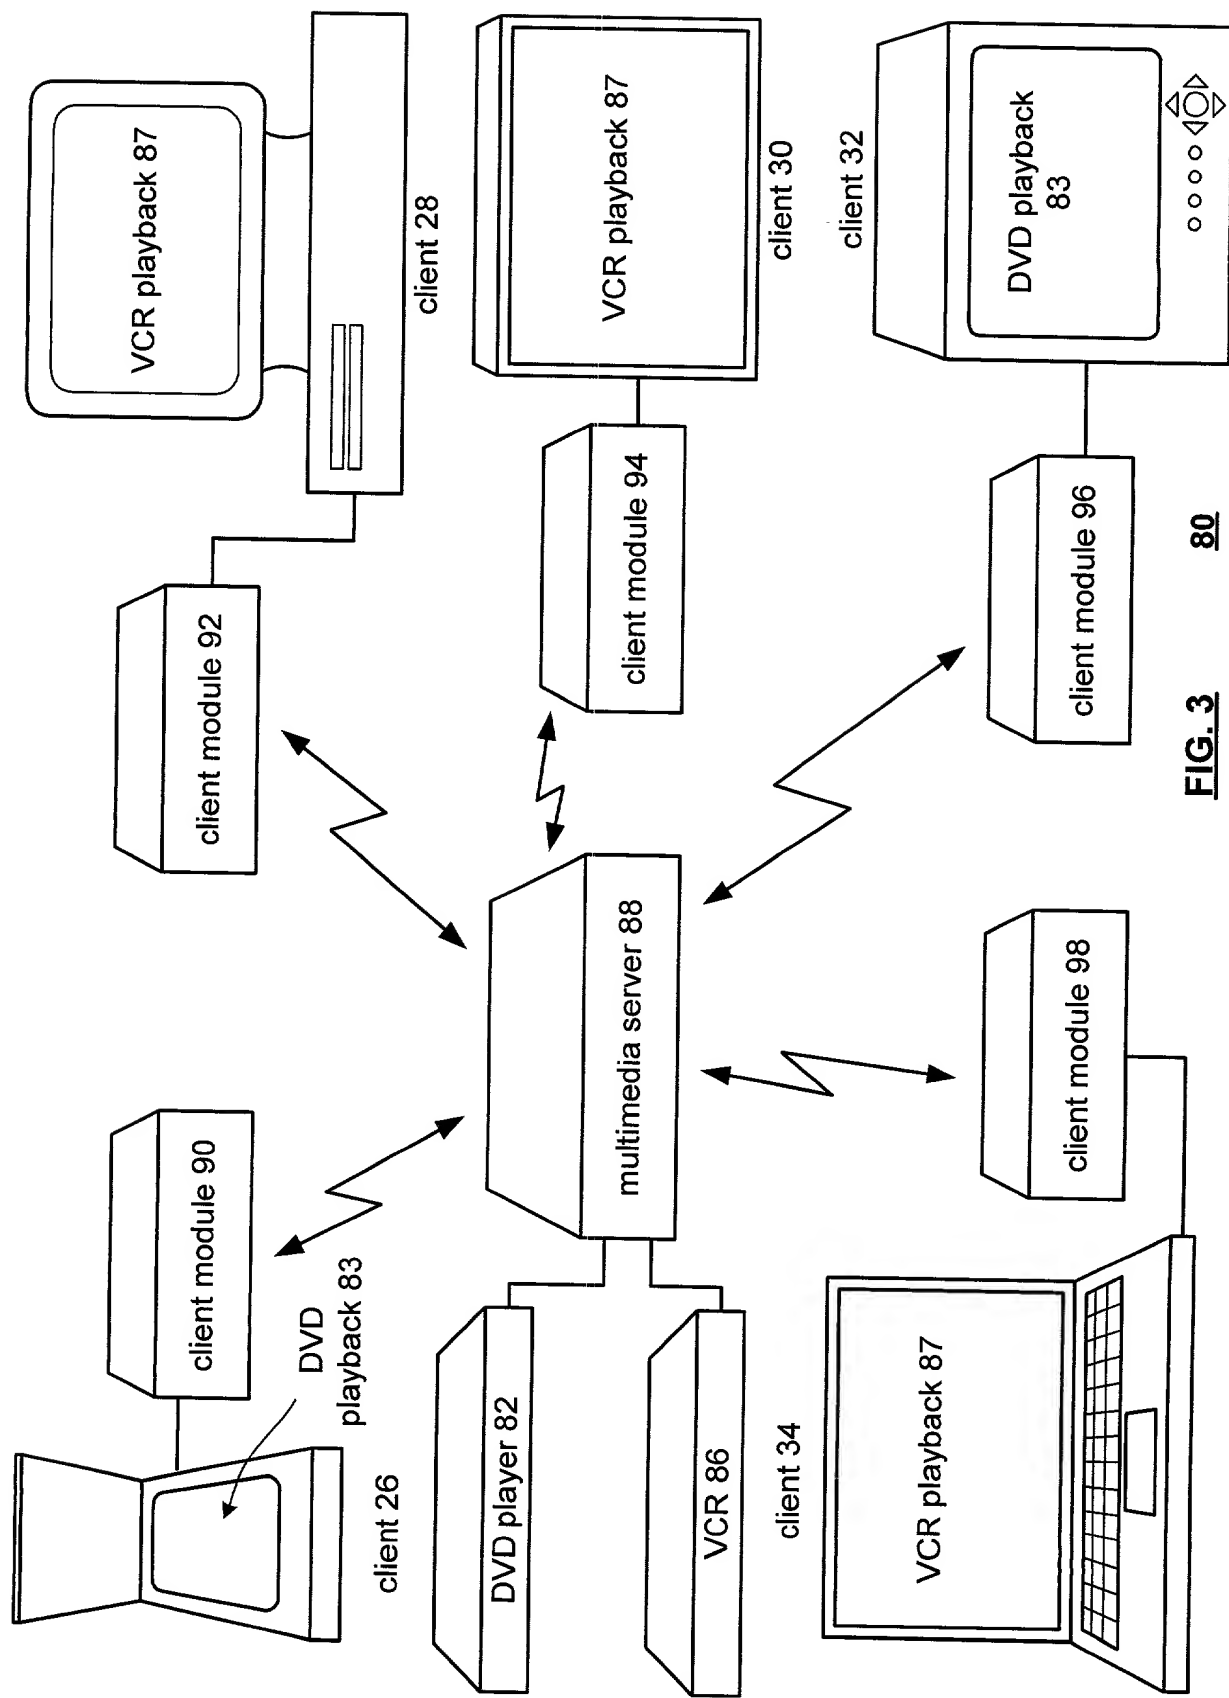 client module 90
DVD
playback 83
client 26
client module 92
VCR playback 87
client 28
DVD player 82
VCR 86
multimedia server 88
client module 94
VCR playback 87
client 30
client 34
VCR playback 87
client module 98
client module 96
client 32
DVD playback
83
FIG. 3
80